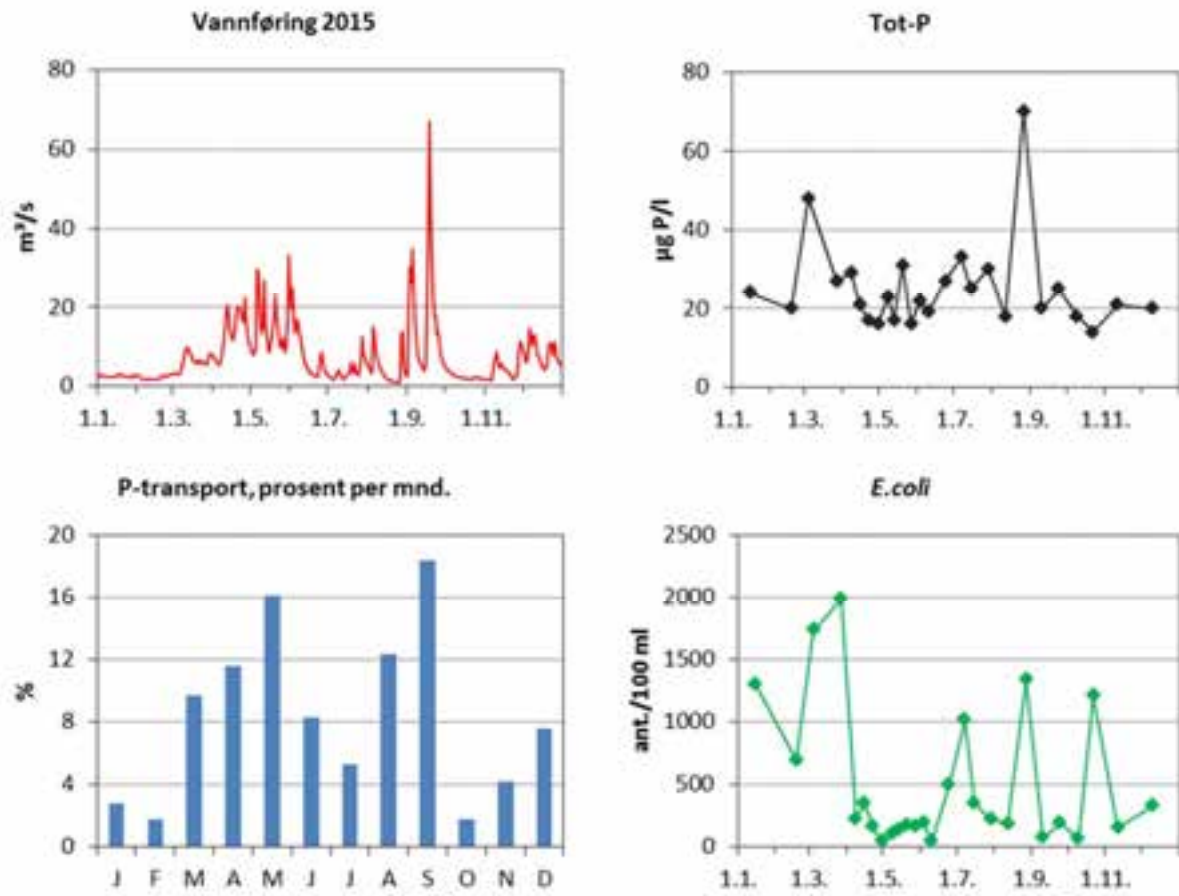 Vannføring 2015
80
60
40
20
0
m³/s
1.1. 1.3. 1.5. 1.7. 1.9. 1.11.
Tot-P
80
60
40
20
0
µg P/l
1.1. 1.3. 1.5. 1.7. 1.9. 1.11.
P-transport, prosent per mnd.
20
16
12
8
4
0
%
J F M A M J J A S O N D
E.coli
2500
2000
1500
1000
500
0
ant./100 ml
1.1. 1.3. 1.5. 1.7. 1.9. 1.11.